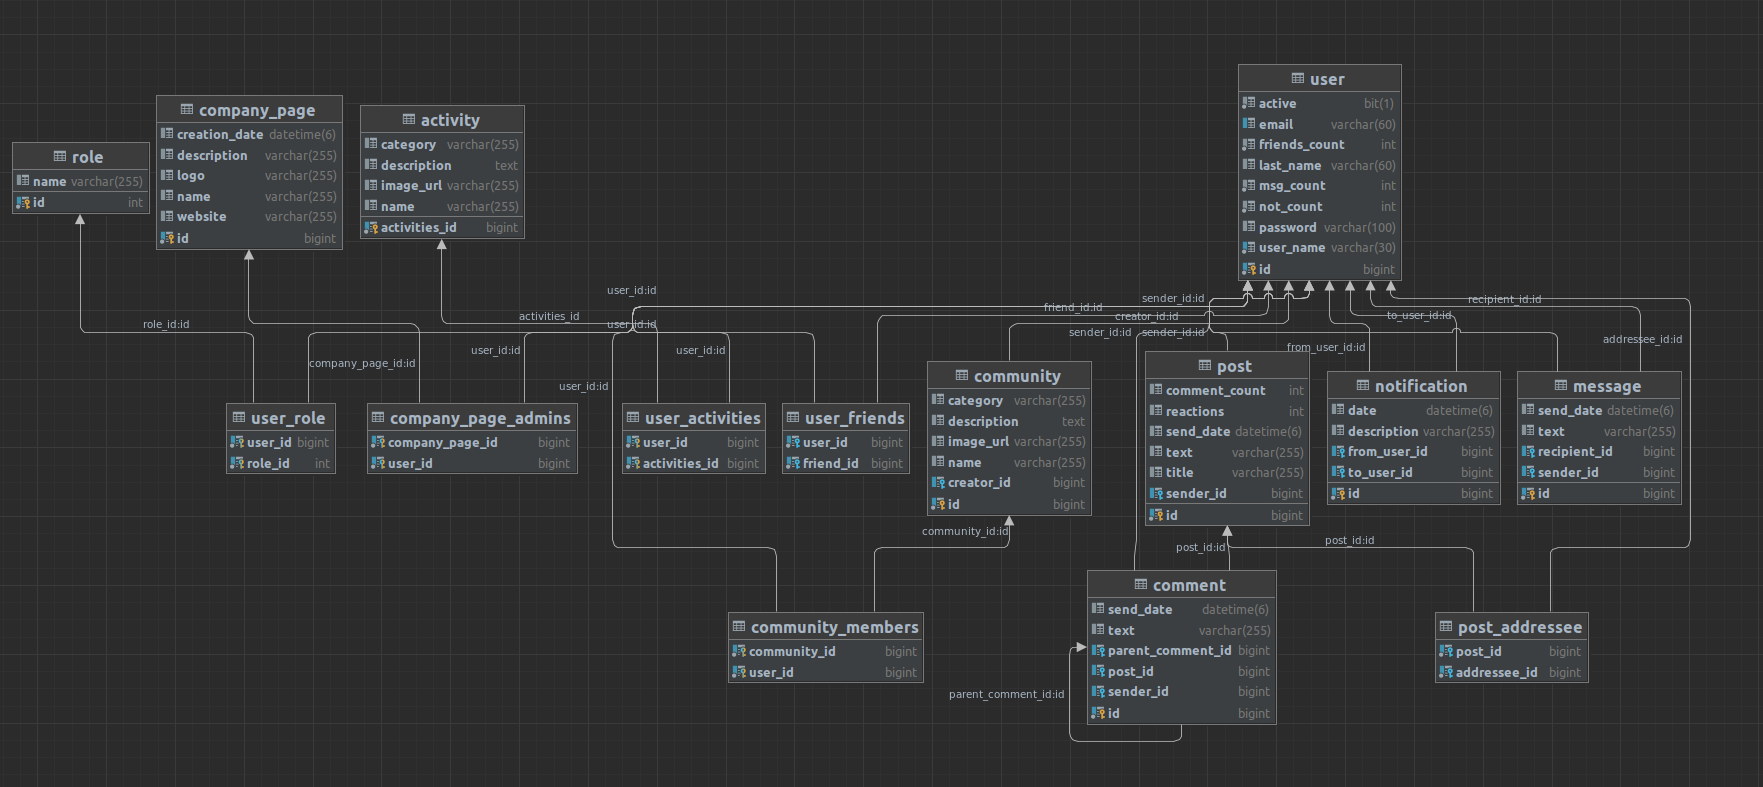 role
name varchar(255)
id int
company_page
creation_date datetime(6)
description varchar(255)
logo varchar(255)
name varchar(255)
website varchar(255)
id bigint
activity
category varchar(255)
description text
image_url varchar(255)
name varchar(255)
activities_id bigint
user
active bit(1)
email varchar(60)
friends_count int
last_name varchar(60)
msg_count int
not_count int
password varchar(100)
user_name varchar(30)
id bigint
user_id:id
sender_id:id
recipient_id:id
friend_id:id
activities_id
creator_id:id
to_user_id:id
role_id:id
user_id:id
sender_id:id
sender_id:id
addressee_id:id
user_id:id
user_id:id
from_user_id:id
company_page_id:id
user_id:id
user_role
user_id bigint
role_id int
company_page_admins
company_page_id bigint
user_id bigint
user_activities
user_id bigint
activities_id bigint
user_friends
user_id bigint
friend_id bigint
community
category varchar(255)
description text
image_url varchar(255)
name varchar(255)
creator_id bigint
id bigint
post
comment_count int
reactions int
send_date datetime(6)
text varchar(255)
title varchar(255)
sender_id bigint
id bigint
notification
date datetime(6)
description varchar(255)
from_user_id bigint
to_user_id bigint
id bigint
message
send_date datetime(6)
text varchar(255)
recipient_id bigint
sender_id bigint
id bigint
community_id:id
post_id:id
post_id:id
community_members
community_id bigint
user_id bigint
comment
send_date datetime(6)
text varchar(255)
parent_comment_id bigint
post_id bigint
sender_id bigint
id bigint
parent_comment_id:id
post_addressee
post_id bigint
addressee_id bigint